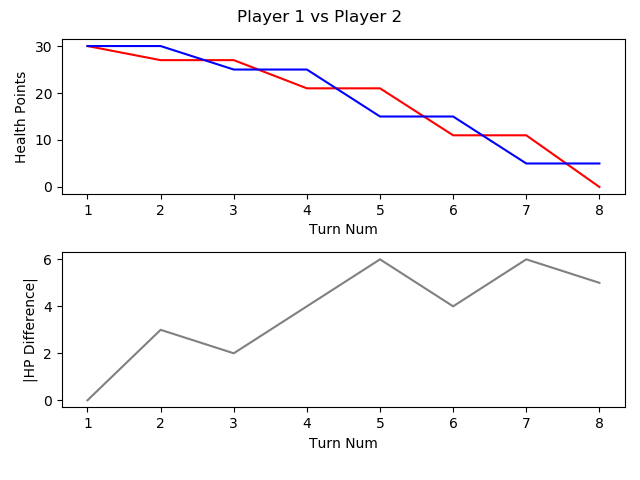 Player 1 vs Player 2
30
20
10
0
Health Points
1 2 3 4 5 6 7 8
Turn Num
6
4
2
0
|HP Difference|
1 2 3 4 5 6 7 8
Turn Num